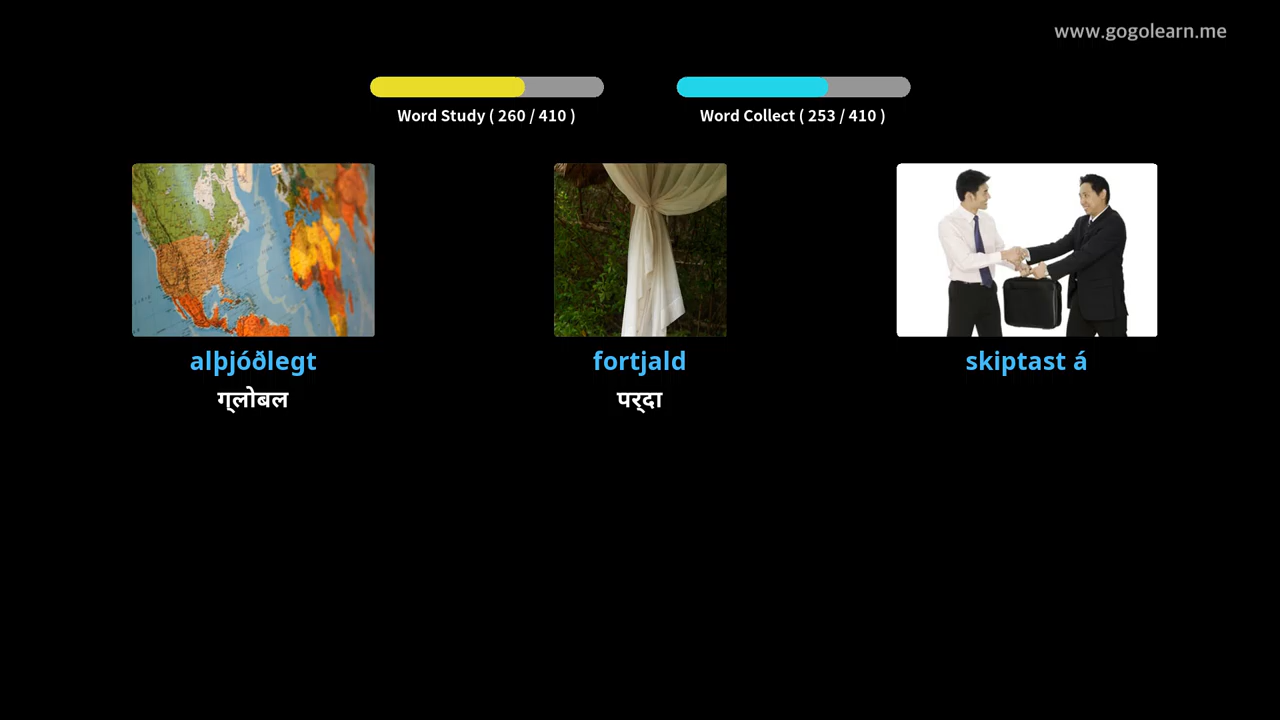 www.gogolearn.me
Word Study ( 260 / 410 )
Word Collect ( 253 / 410 )
alþjóðlegt
fortjald
skiptast á
ग्लोबल
पर्दा